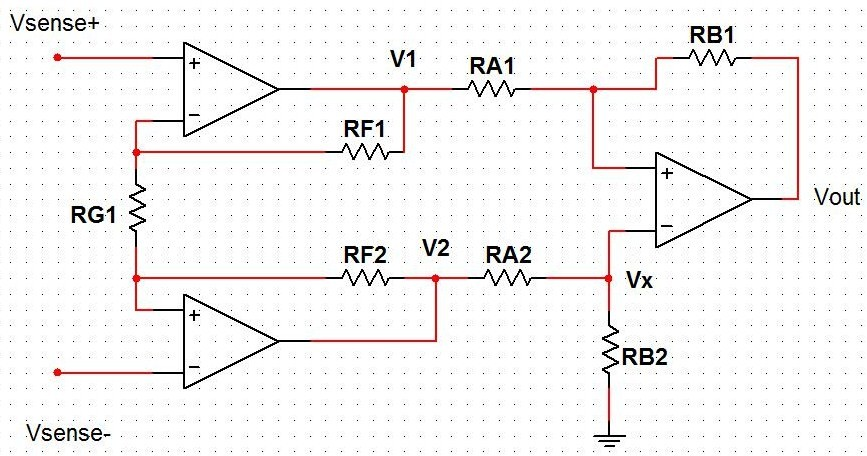 Vsense+
RB1
V1
RA1
RF1
Vout
RG1
RF2
V2
RA2
Vx
RB2
Vsense-